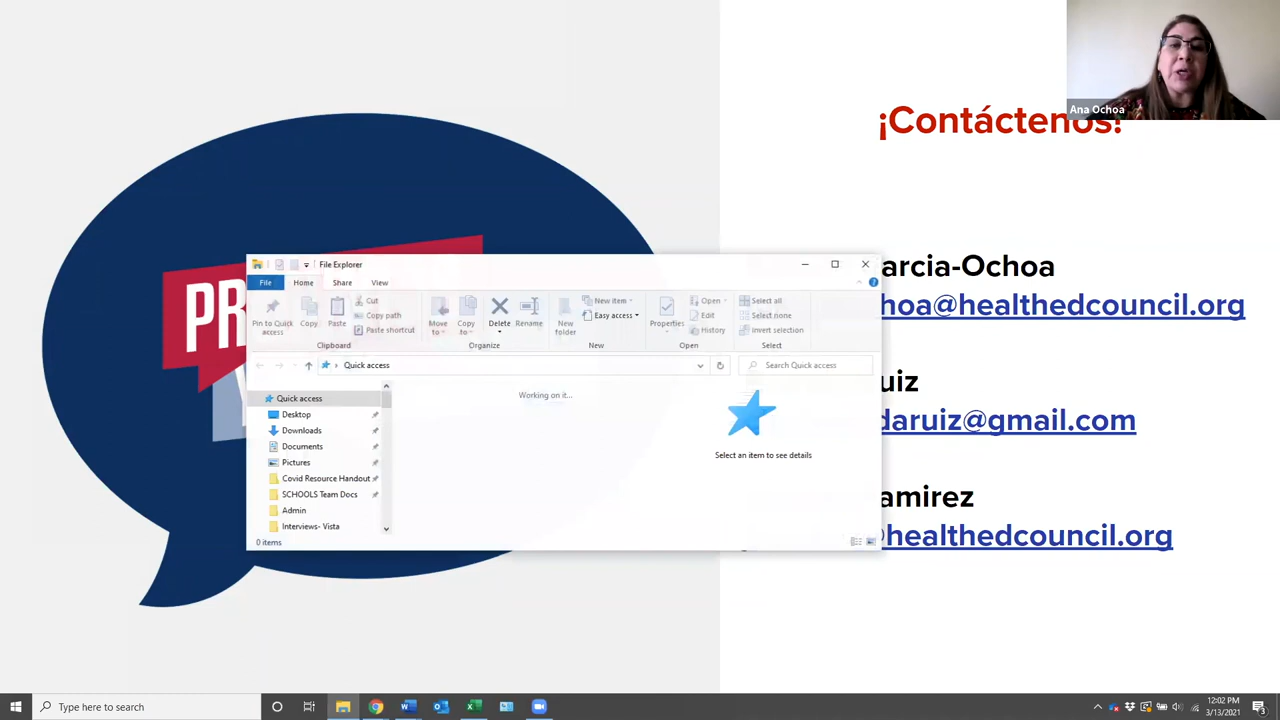 Ana Ochoa
¡Contáctenos!
arcia-Ochoa
hoa@healthedcouncil.org
uiz
daruiz@gmail.com
amirez
@healthedcouncil.org
PR
File Explorer
File Home Share View
Pin to Quick access
Copy
Paste
Cut
Copy path
Paste shortcut
Clipboard
Move to
Copy to
Delete
Rename
Organize
New folder
New item
Easy access
New
Properties
Open
Edit
History
Open
Select all
Select none
Invert selection
Select
Quick access
Search Quick access
Quick access
Desktop
Downloads
Documents
Pictures
Covid Resource Handout
SCHOOLS Team Docs
Admin
Interviews- Vista
Working on it...
Select an item to see details
0 items
Type here to search
12:02 PM
3/13/2021
3